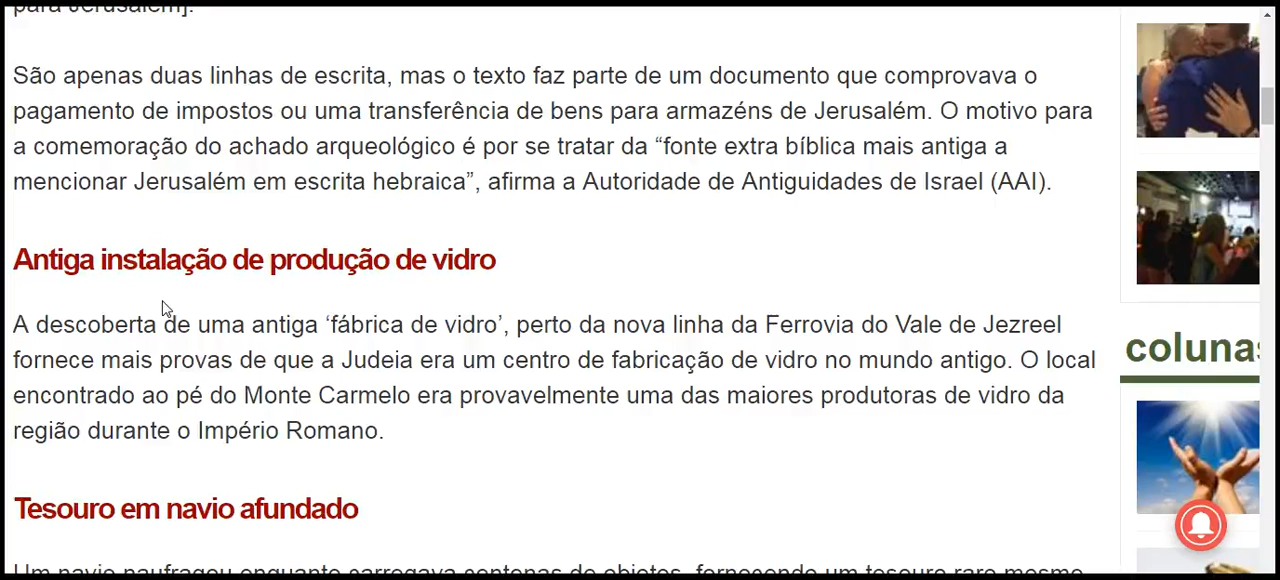 para Jerusalém].
São apenas duas linhas de escrita, mas o texto faz parte de um documento que comprovava o
pagamento de impostos ou uma transferência de bens para armazéns de Jerusalém. O motivo para
a comemoração do achado arqueológico é por se tratar da “fonte extra bíblica mais antiga a
mencionar Jerusalém em escrita hebraica”, afirma a Autoridade de Antiguidades de Israel (AAI).
Antiga instalação de produção de vidro
A descoberta de uma antiga ‘fábrica de vidro’, perto da nova linha da Ferrovia do Vale de Jezreel
fornece mais provas de que a Judeia era um centro de fabricação de vidro no mundo antigo. O local
encontrado ao pé do Monte Carmelo era provavelmente uma das maiores produtoras de vidro da
região durante o Império Romano.
Tesouro em navio afundado
Um navio naufragou enquanto carregava centenas de objetos, fornecendo um tesouro raro mesmo
colunas